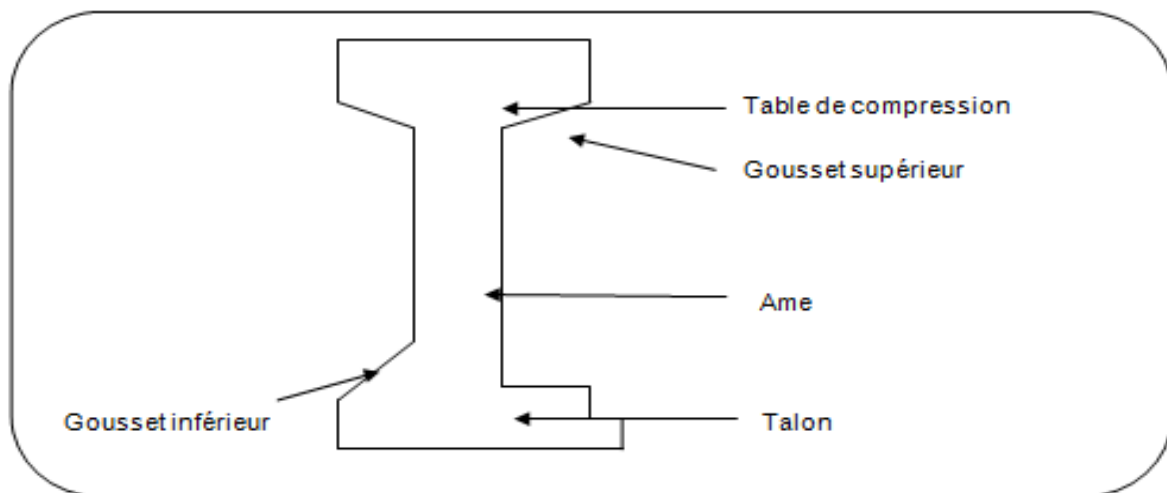 Table de compression
Gousset supérieur
Ame
Gousset inférieur
Talon